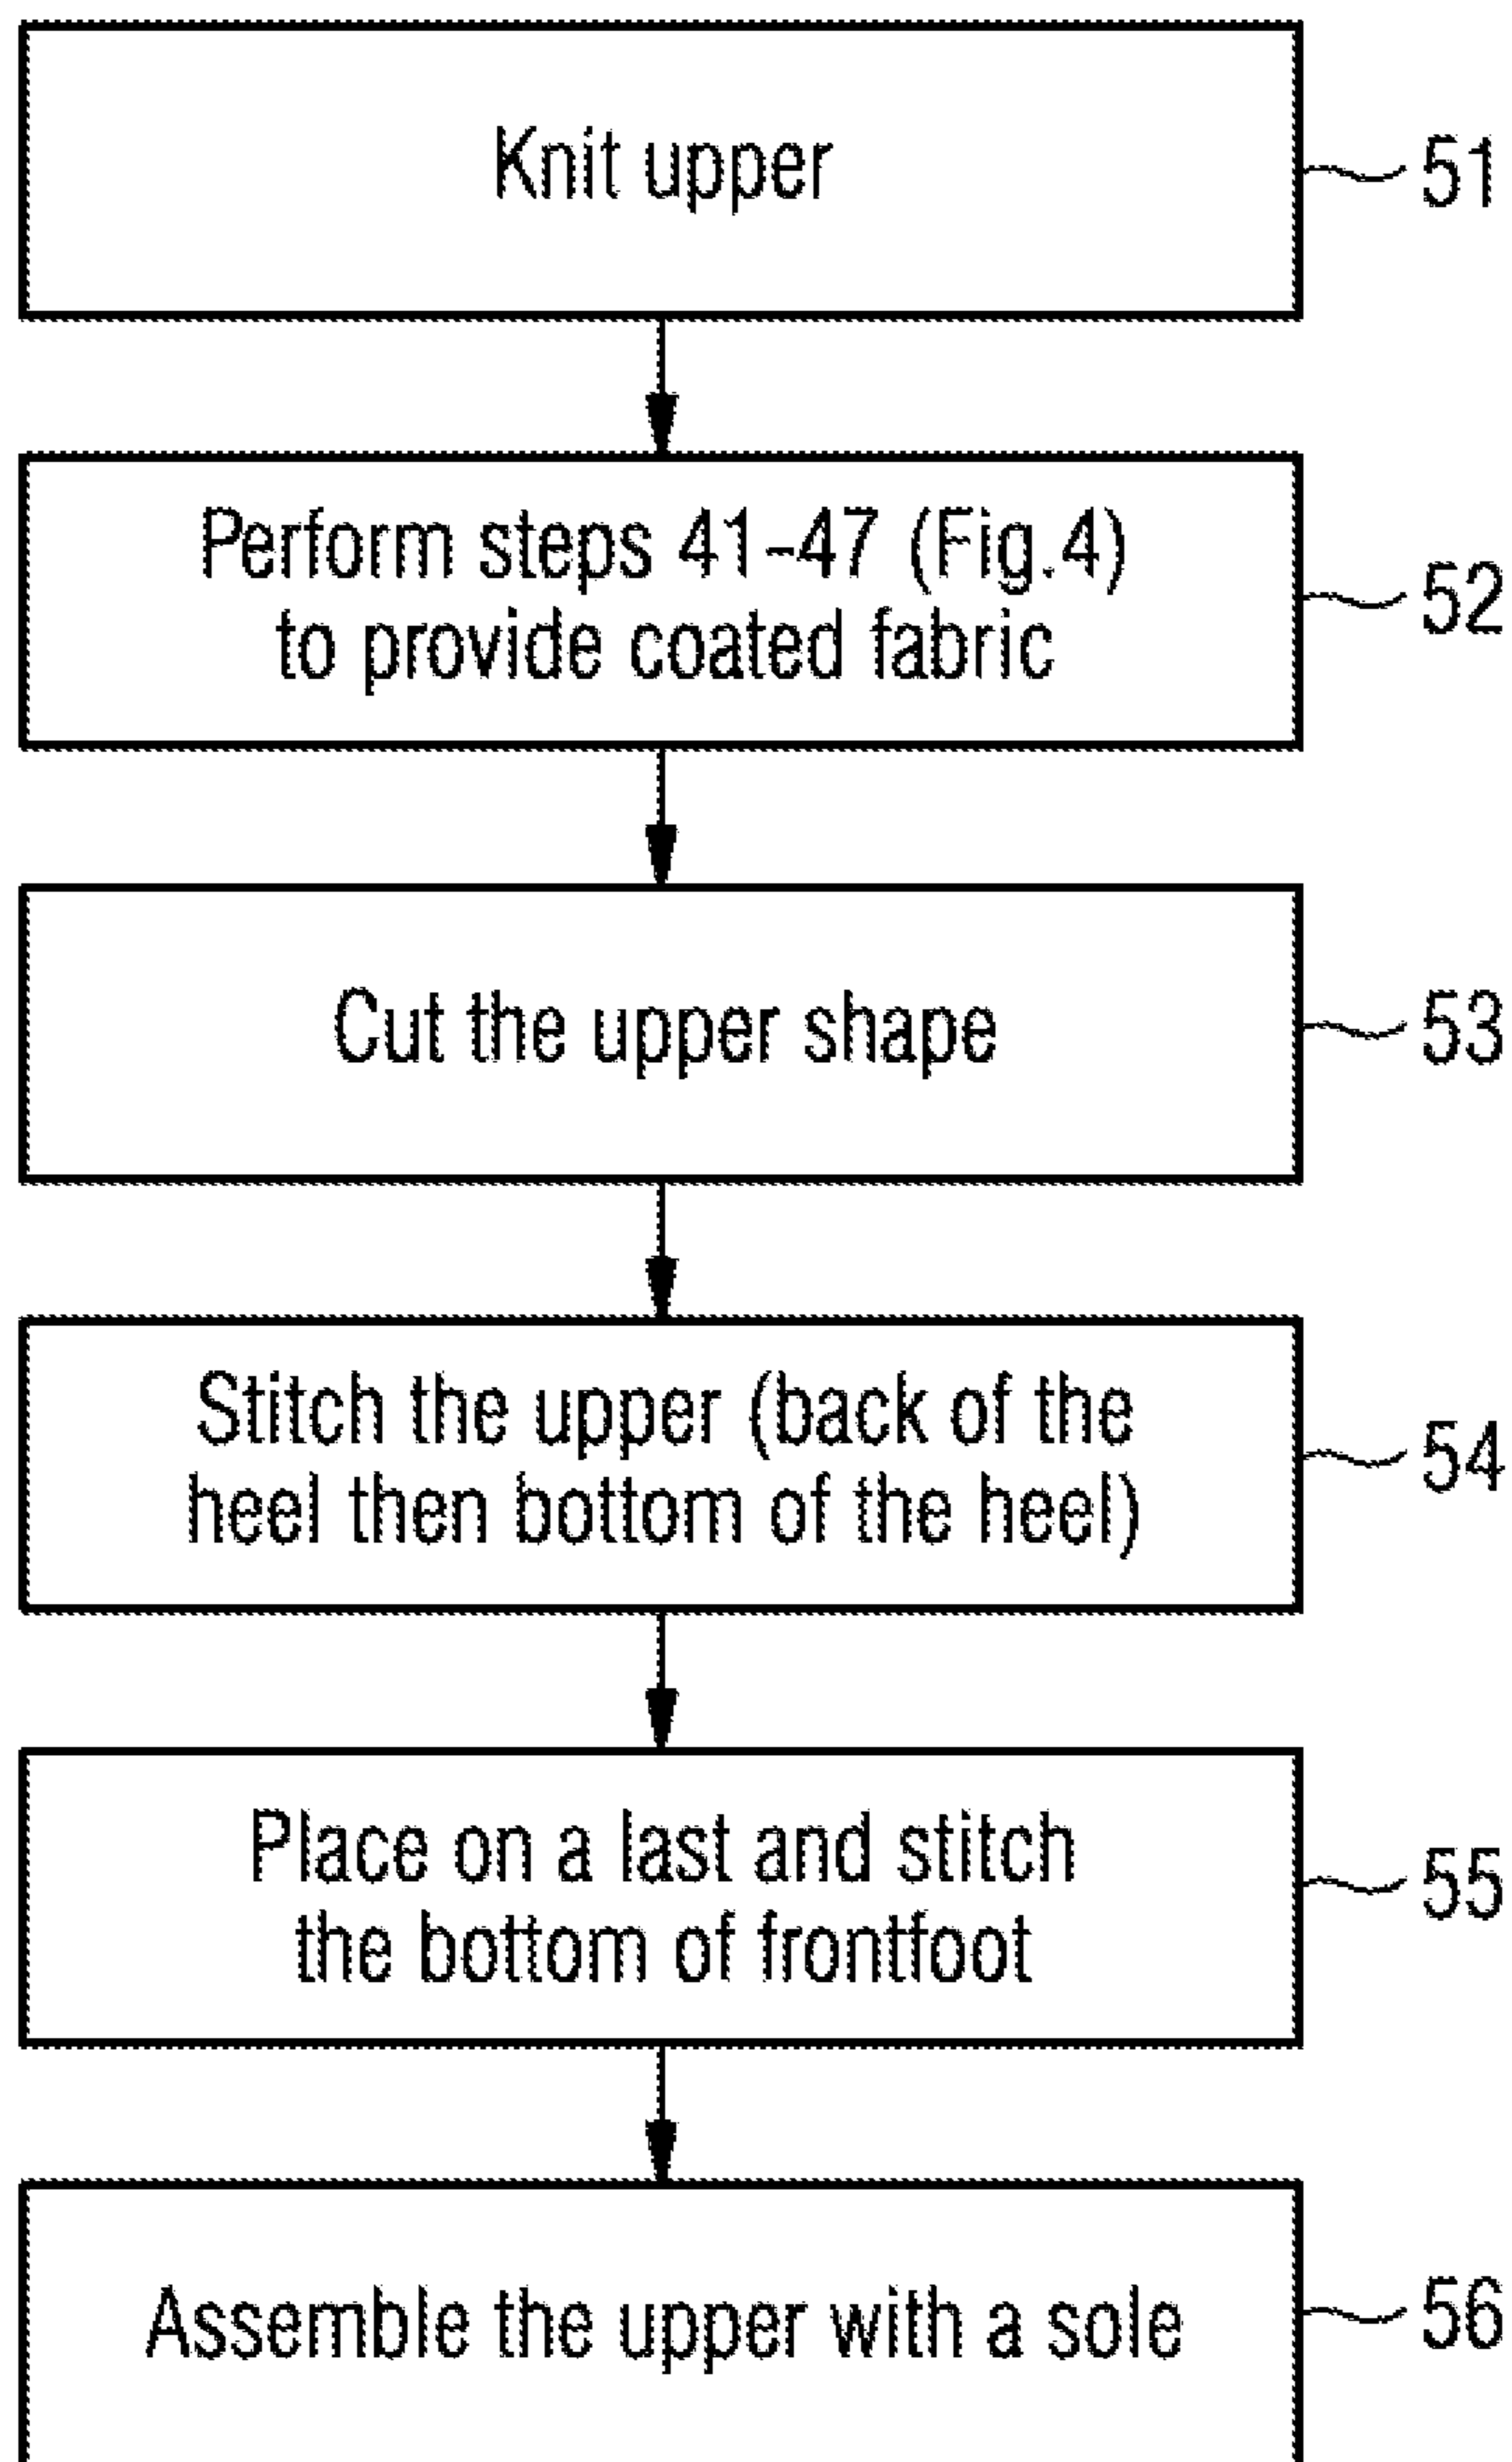 Knit upper
51
Perform steps 41-47 (Fig.4)
to provide coated fabric
52
Cut the upper shape
53
Stitch the upper (back of the
heel then bottom of the heel)
54
Place on a last and stitch
the bottom of frontfoot
55
Assemble the upper with a sole
56